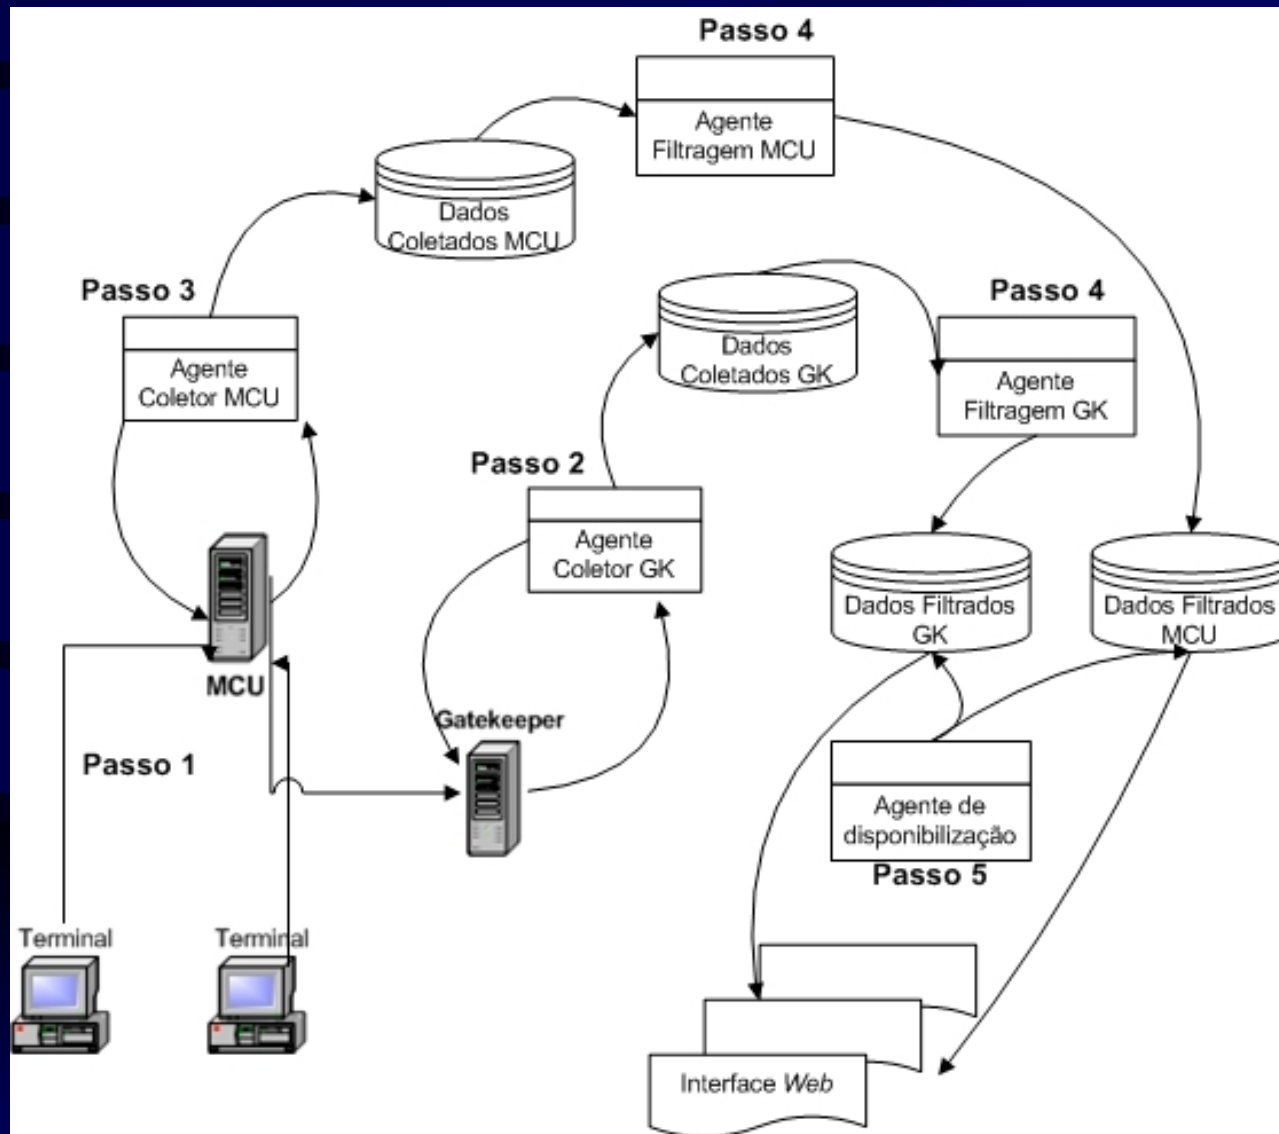 Passo 4
Agente
Filtragem MCU
Dados
Coletados MCU
Passo 3
Agente
Coletor MCU
Dados
Coletados GK
Passo 4
Agente
Filtragem GK
Passo 2
Agente
Coletor GK
Dados Filtrados
GK
Dados Filtrados
MCU
MCU
Gatekeeper
Passo 1
Agente de
disponibilização
Passo 5
Terminal
Terminal
Interface Web